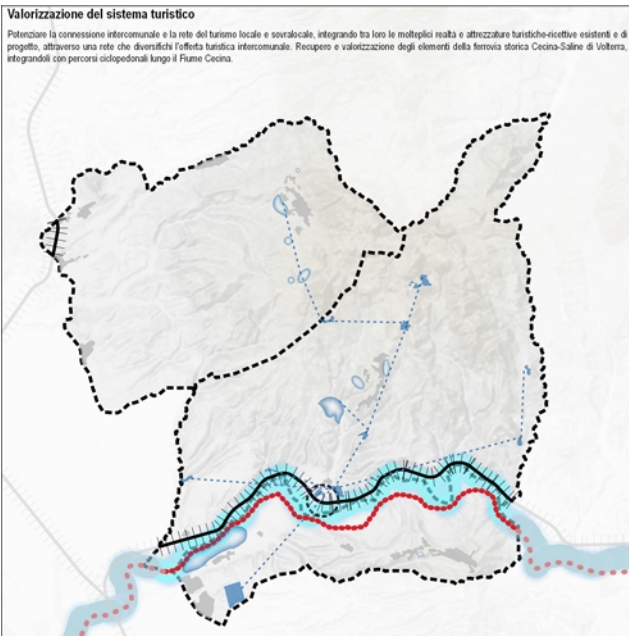 Valorizzazione del sistema turistico
Potenziare la connessione intercomunale e la rete del turismo locale e sovralocale, integrando tra loro le molteplici realtà e attrezzature turistiche-ricettive esistenti e di
progetto, attraverso una rete che diversifichi l'offerta turistica intercomunale. Recupero e valorizzazione degli elementi della ferrovia storica Cecina-Saline di Volterra,
integrandoli con percorsi ciclopedonali lungo il Fiume Cecina.